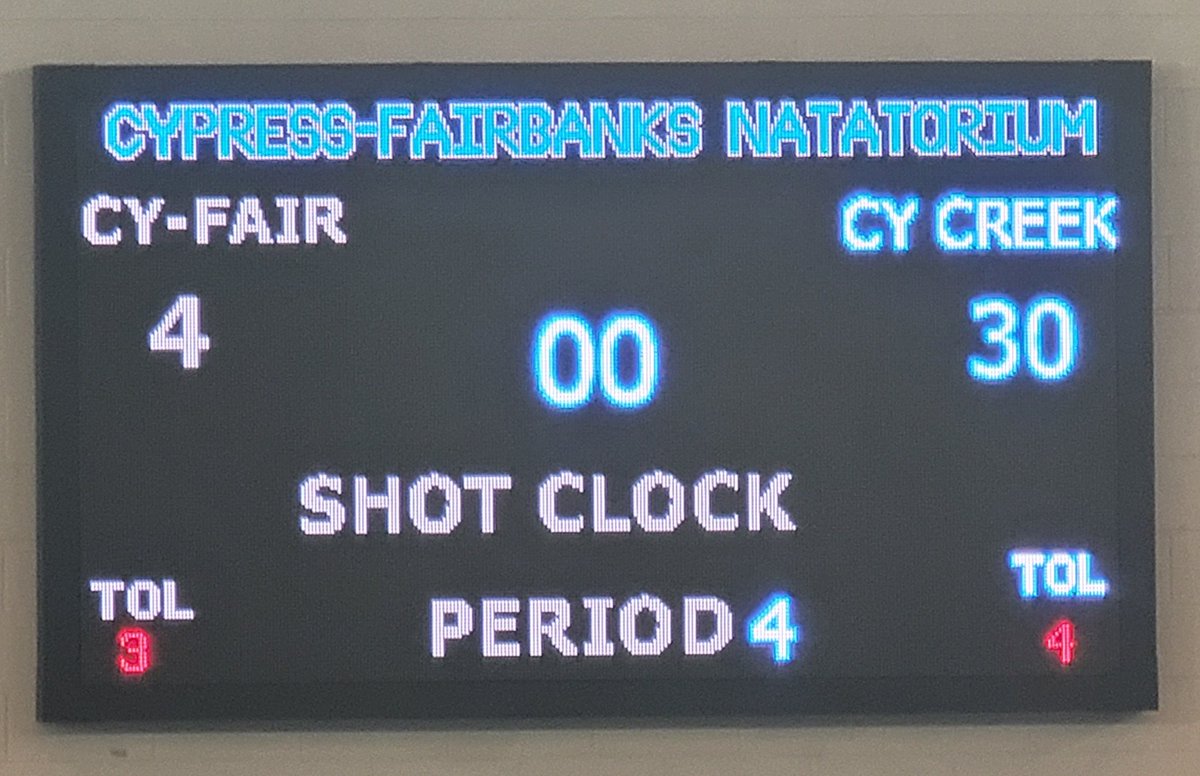 CYPRESS-FAIRBANKS NATATORIUM
CY-FAIR CY CREEK
4 00 30
SHOT CLOCK
TOL TOL
PERIOD 4
3 4